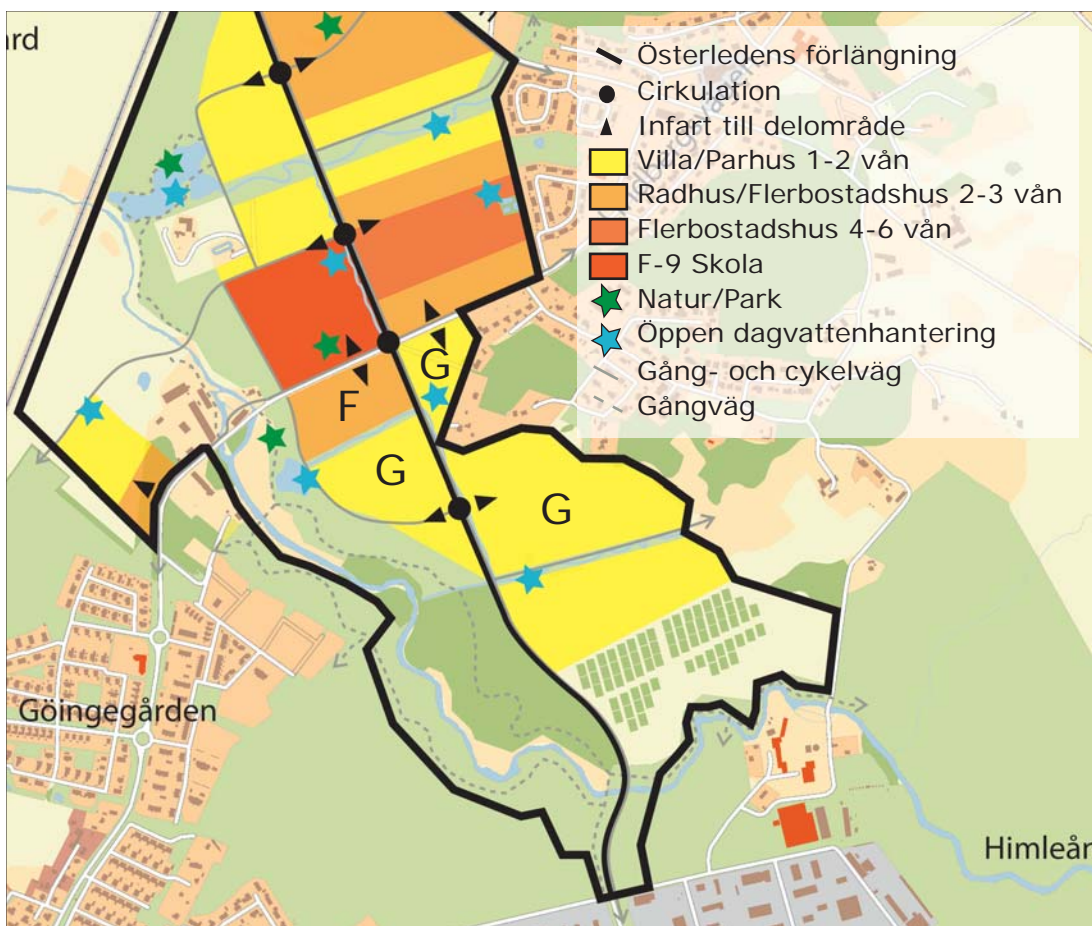 ard
Österledens förlängning
Cirkulation
Infart till delområde
Villa/Parhus 1-2 vån
Radhus/Flerbostadshus 2-3 vån
Flerbostadshus 4-6 vån
F-9 Skola
Natur/Park
Öppen dagvattenhantering
Gång- och cykelväg
Gångväg
G
F
G
G
Göingegården
Himleån